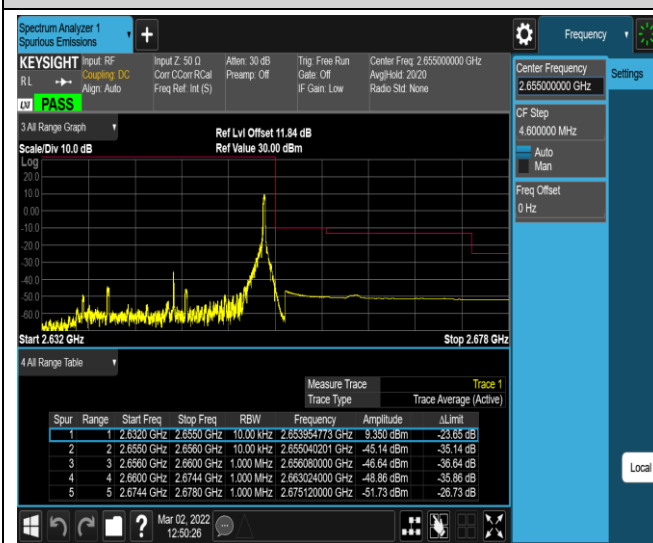 Spectrum Analyzer 1
Spurious Emissions
Frequency
KEYSIGHT Input: RF Input Z: 50 Ω Atten: 30 dB Trig: Free Run Center Freq: 2.655000000 GHz
RL Coupling: DC Corr CCorr RCal Preamp: Off Gate: Off Avg|Hold: 20/20
Align: Auto Freq Ref: Int (S) IF Gain: Low Radio Std: None
PASS
Center Frequency
2.655000000 GHz
Settings
CF Step
4.600000 MHz
Auto
Man
Freq Offset
0 Hz
3 All Range Graph
Ref Lvl Offset 11.84 dB
Scale/Div 10.0 dB Ref Value 30.00 dBm
Log
20.0
10.0
0.00
-10.0
-20.0
-30.0
-40.0
-50.0
-60.0
Start 2.632 GHz Stop 2.678 GHz
4 All Range Table
Measure Trace Trace 1
Trace Type Trace Average (Active)
Spur Range Start Freq Stop Freq RBW Frequency Amplitude ΔLimit
1 1 2.6320 GHz 2.6550 GHz 10.00 kHz 2.653954773 GHz 9.350 dBm -23.65 dB
2 2 2.6550 GHz 2.6560 GHz 10.00 kHz 2.655040201 GHz -45.14 dBm -35.14 dB
3 3 2.6560 GHz 2.6600 GHz 1.000 MHz 2.656080000 GHz -46.64 dBm -36.64 dB
4 4 2.6600 GHz 2.6744 GHz 1.000 MHz 2.663024000 GHz -48.86 dBm -35.86 dB
5 5 2.6744 GHz 2.6780 GHz 1.000 MHz 2.675120000 GHz -51.73 dBm -26.73 dB
Local
Mar 02, 2022
12:50:26